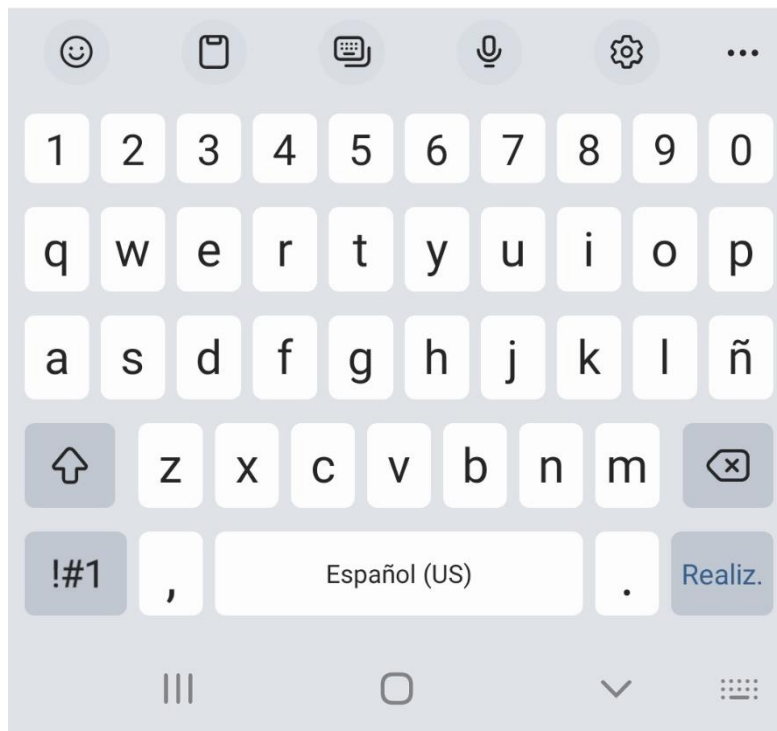 1 2 3 4 5 6 7 8 9 0
q w e r t y u i o p
a s d f g h j k l ñ
z x c v b n m
!#1 , Español (US) . Realiz.